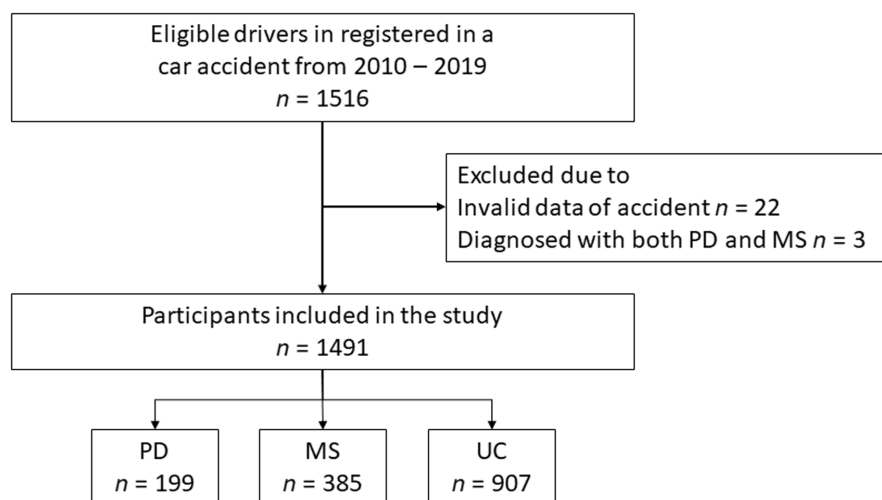 Eligible drivers in registered in a
car accident from 2010 – 2019
n = 1516
Excluded due to
Invalid data of accident n = 22
Diagnosed with both PD and MS n = 3
Participants included in the study
n = 1491
PD
n = 199
MS
n = 385
UC
n = 907